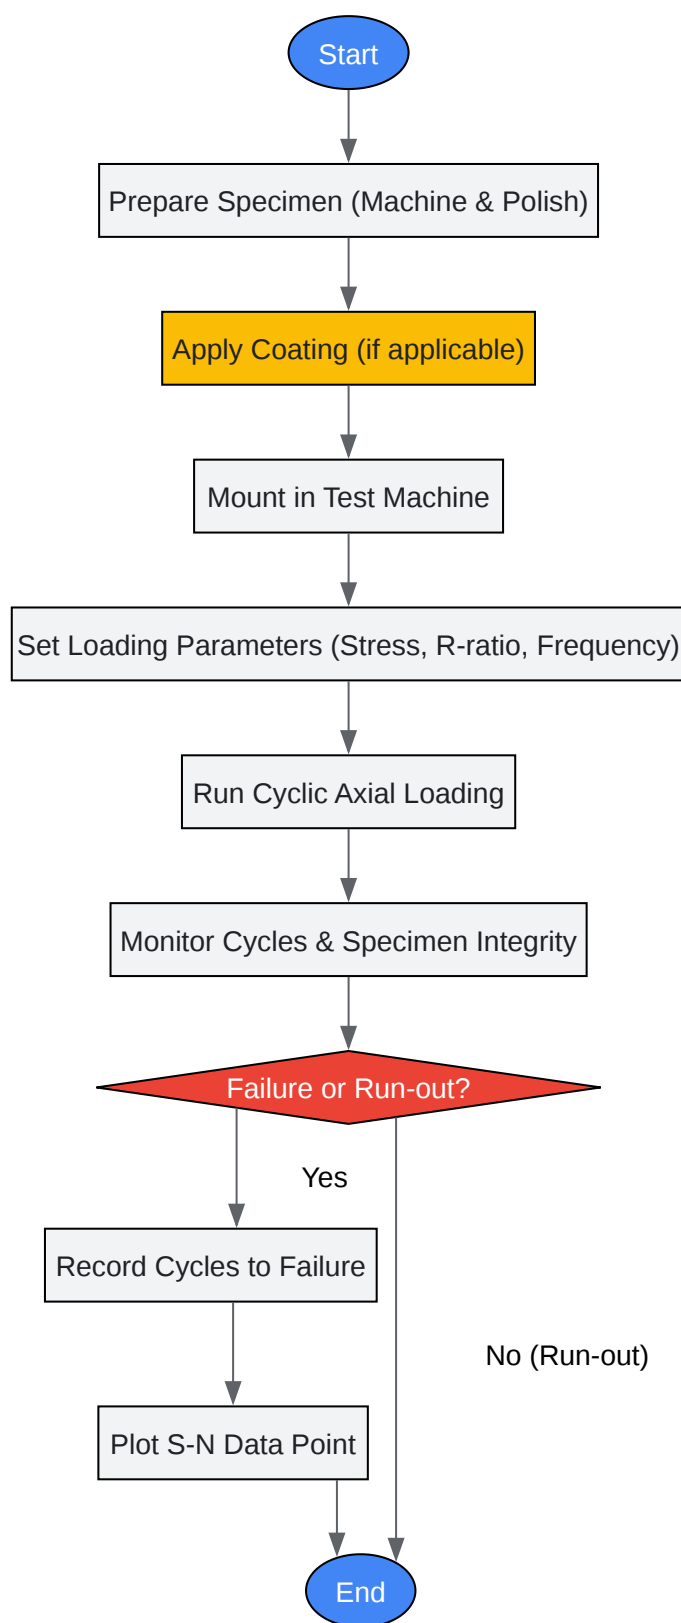 Start
Prepare Specimen (Machine & Polish)
Apply Coating (if applicable)
Mount in Test Machine
Set Loading Parameters (Stress, R-ratio, Frequency)
Run Cyclic Axial Loading
Monitor Cycles & Specimen Integrity
Failure or Run-out?
Yes
Record Cycles to Failure
No (Run-out)
Plot S-N Data Point
End